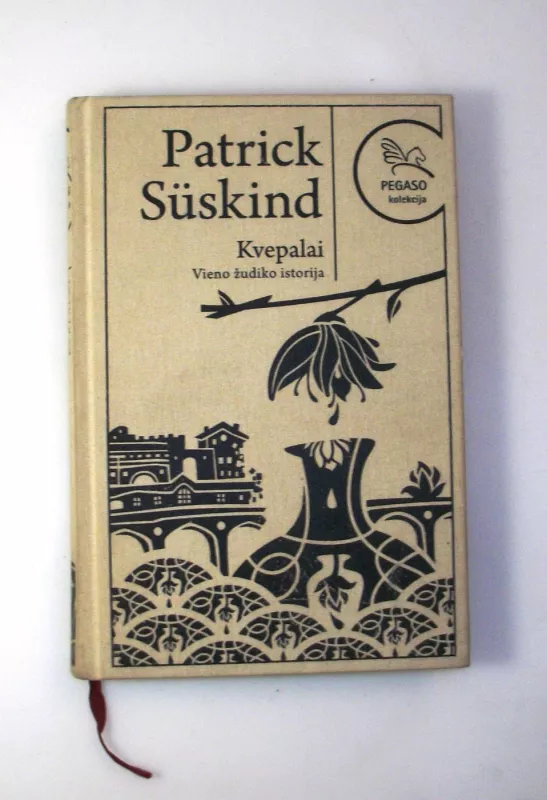 Patrick
Süskind
Kvepalai
Vieno žudiko istorija
PEGASO
kolekcija